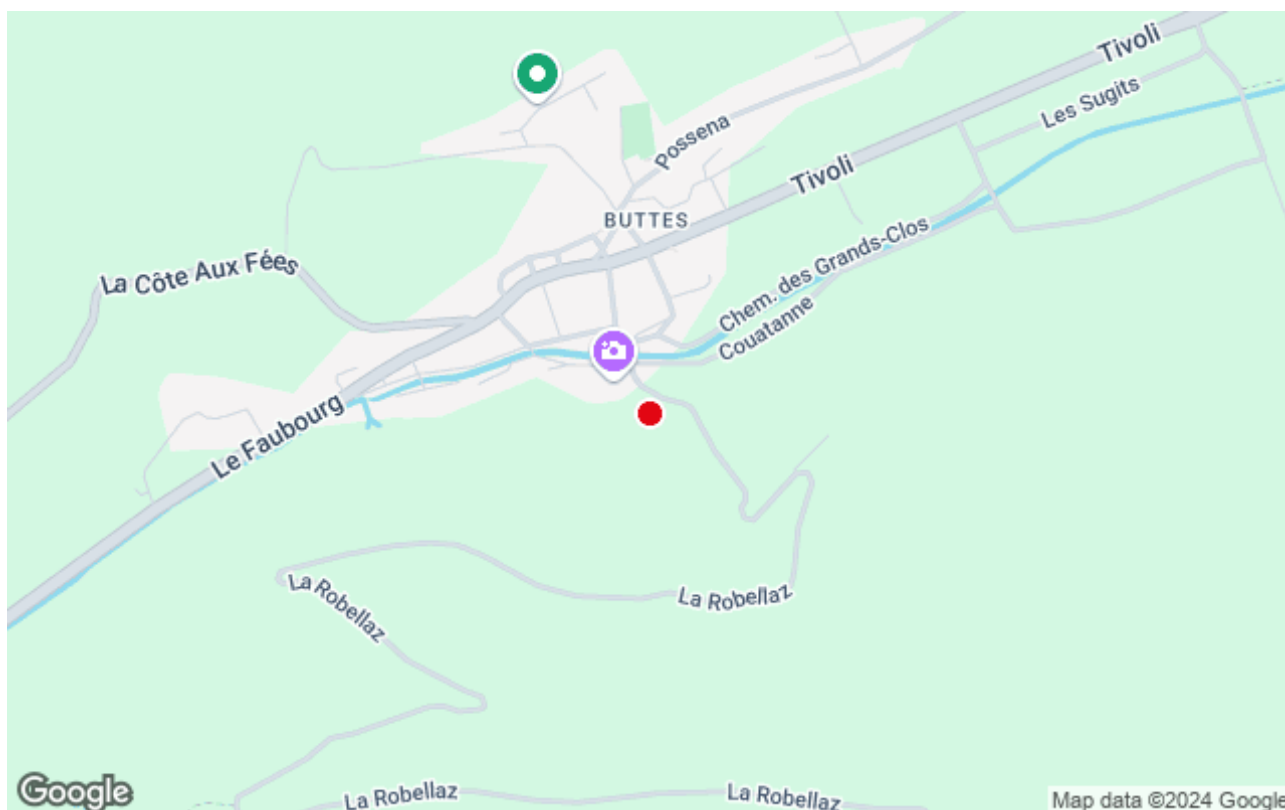 Tivoli
Les Sugits
Possena
Tivoli
BUTTES
Chem. des Grands-Clos
La Côte Aux Fées
Couatanne
Le Faubourg
La Robellaz
La Robellaz
La Robellaz
La Robellaz
Google
Map data ©2024 Google